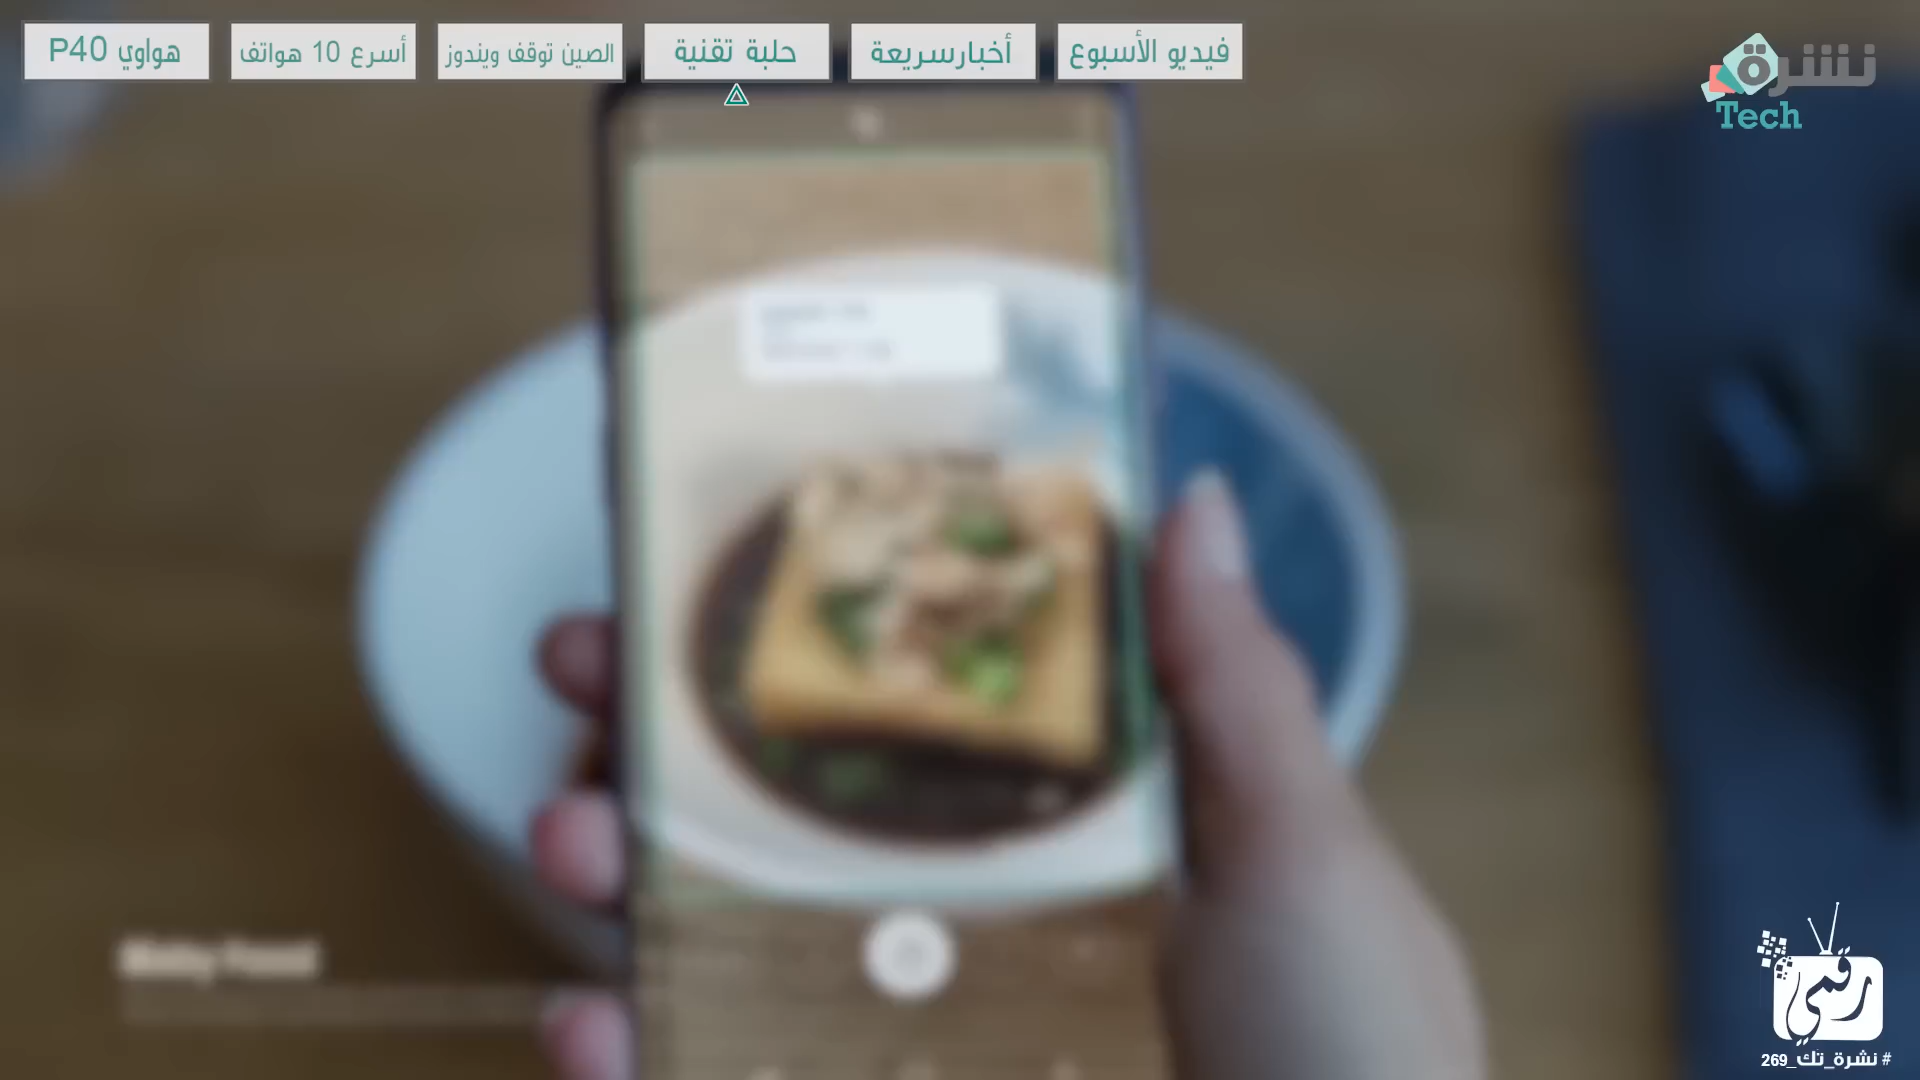 فيديو الأسبوع
أخبارسريعة
حلبة تقنية
الصين توقف ويندوز
أسرع 10 هواتف
هواوي P40
نشرة
Tech
رقمي
# نشرة_تك_269